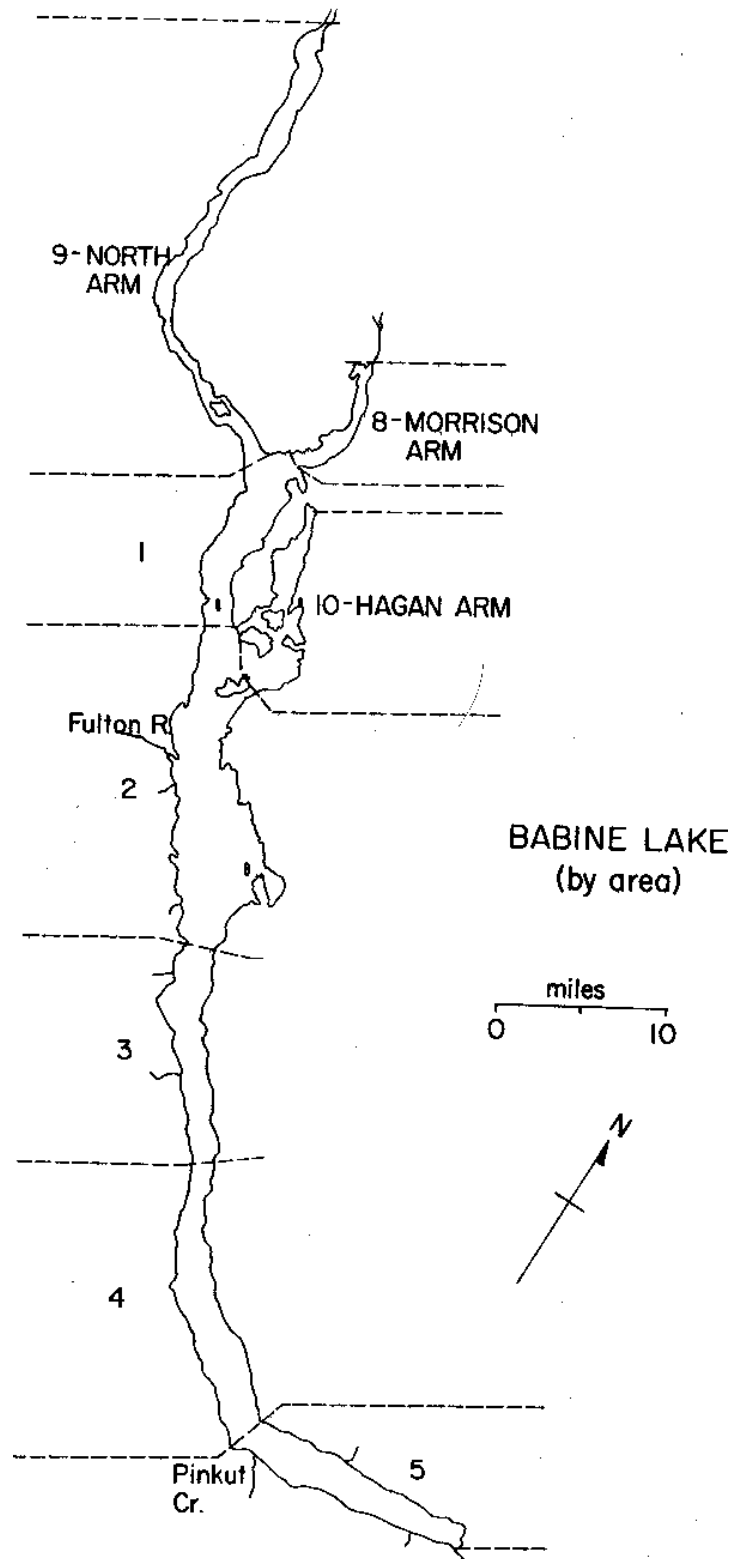 9-NORTH
ARM
8-MORRISON
ARM
1
10-HAGAN ARM
Fulton R.
2
BABINE LAKE
(by area)
miles
0 10
3
N
4
5
Pinkut
Cr.